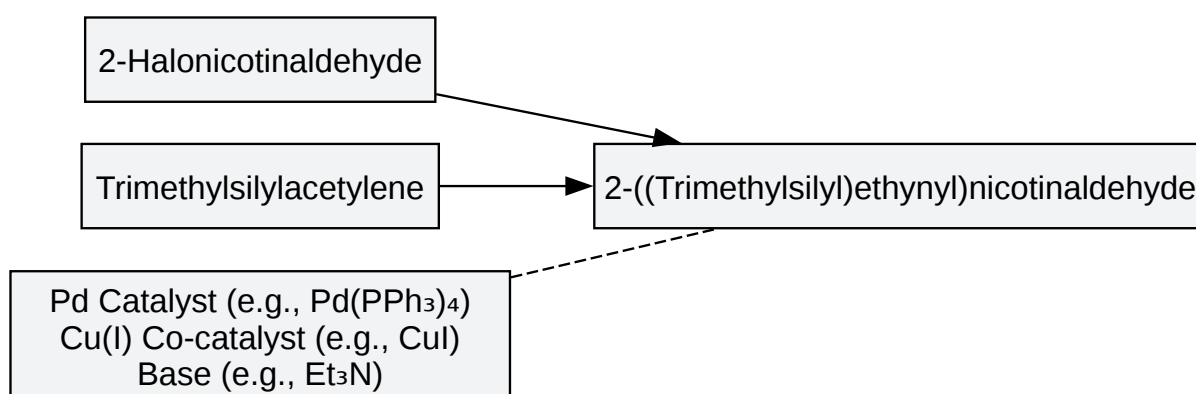 2-Halonicotinaldehyde
Trimethylsilylacetylene
2-((Trimethylsilyl)ethynyl)nicotinaldehyde
Pd Catalyst (e.g., Pd(PPh₃)₄)
Cu(I) Co-catalyst (e.g., CuI)
Base (e.g., Et₃N)